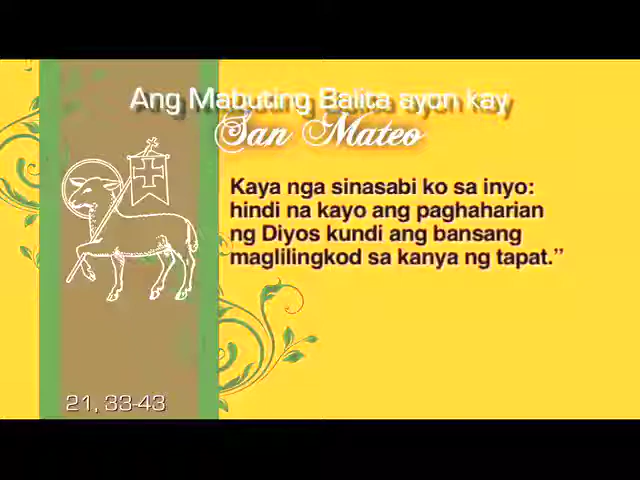 Ang Mabuting Balita ayon kay
San Mateo
Kaya nga sinasabi ko sa inyo:
hindi na kayo ang paghaharian
ng Diyos kundi ang bansang
maglilingkod sa kanya ng tapat.”
21, 33-43